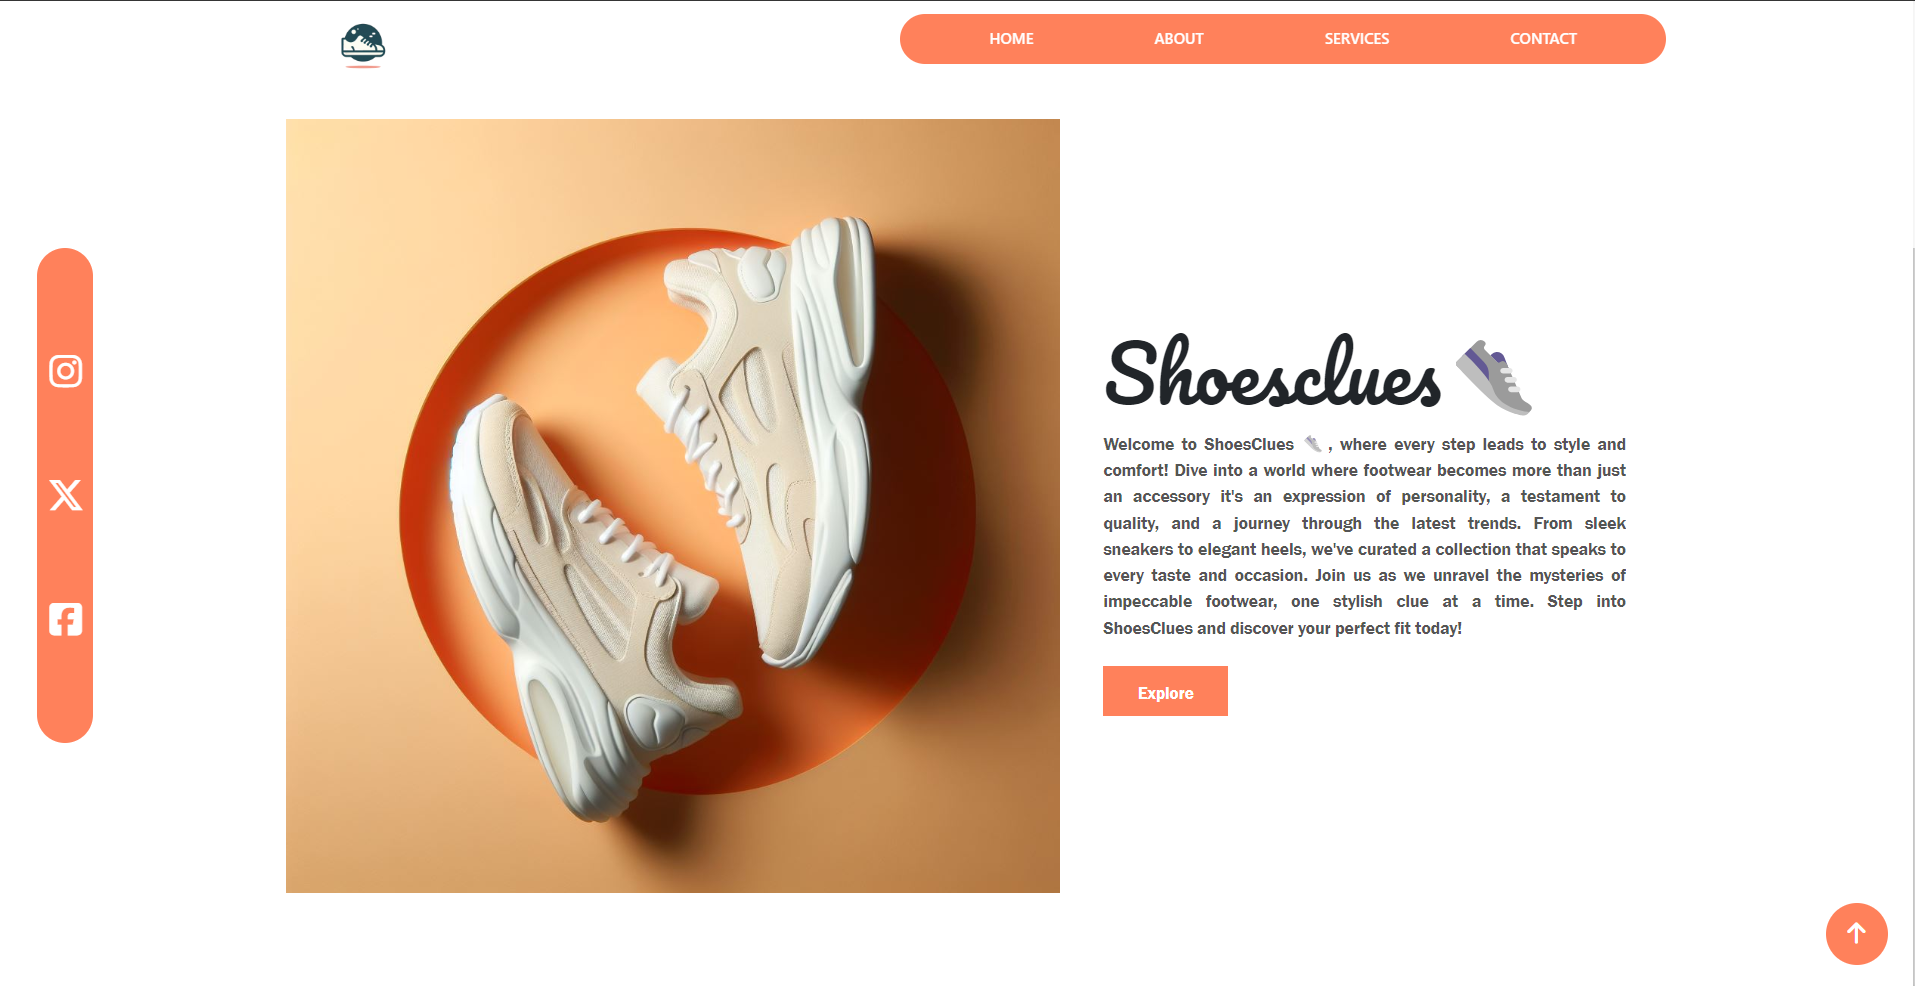 HOME ABOUT SERVICES CONTACT
Shoesclues
Welcome to ShoesClues 👟 , where every step leads to style and
comfort! Dive into a world where footwear becomes more than just
an accessory it's an expression of personality, a testament to
quality, and a journey through the latest trends. From sleek
sneakers to elegant heels, we've curated a collection that speaks to
every taste and occasion. Join us as we unravel the mysteries of
impeccable footwear, one stylish clue at a time. Step into
ShoesClues and discover your perfect fit today!
Explore